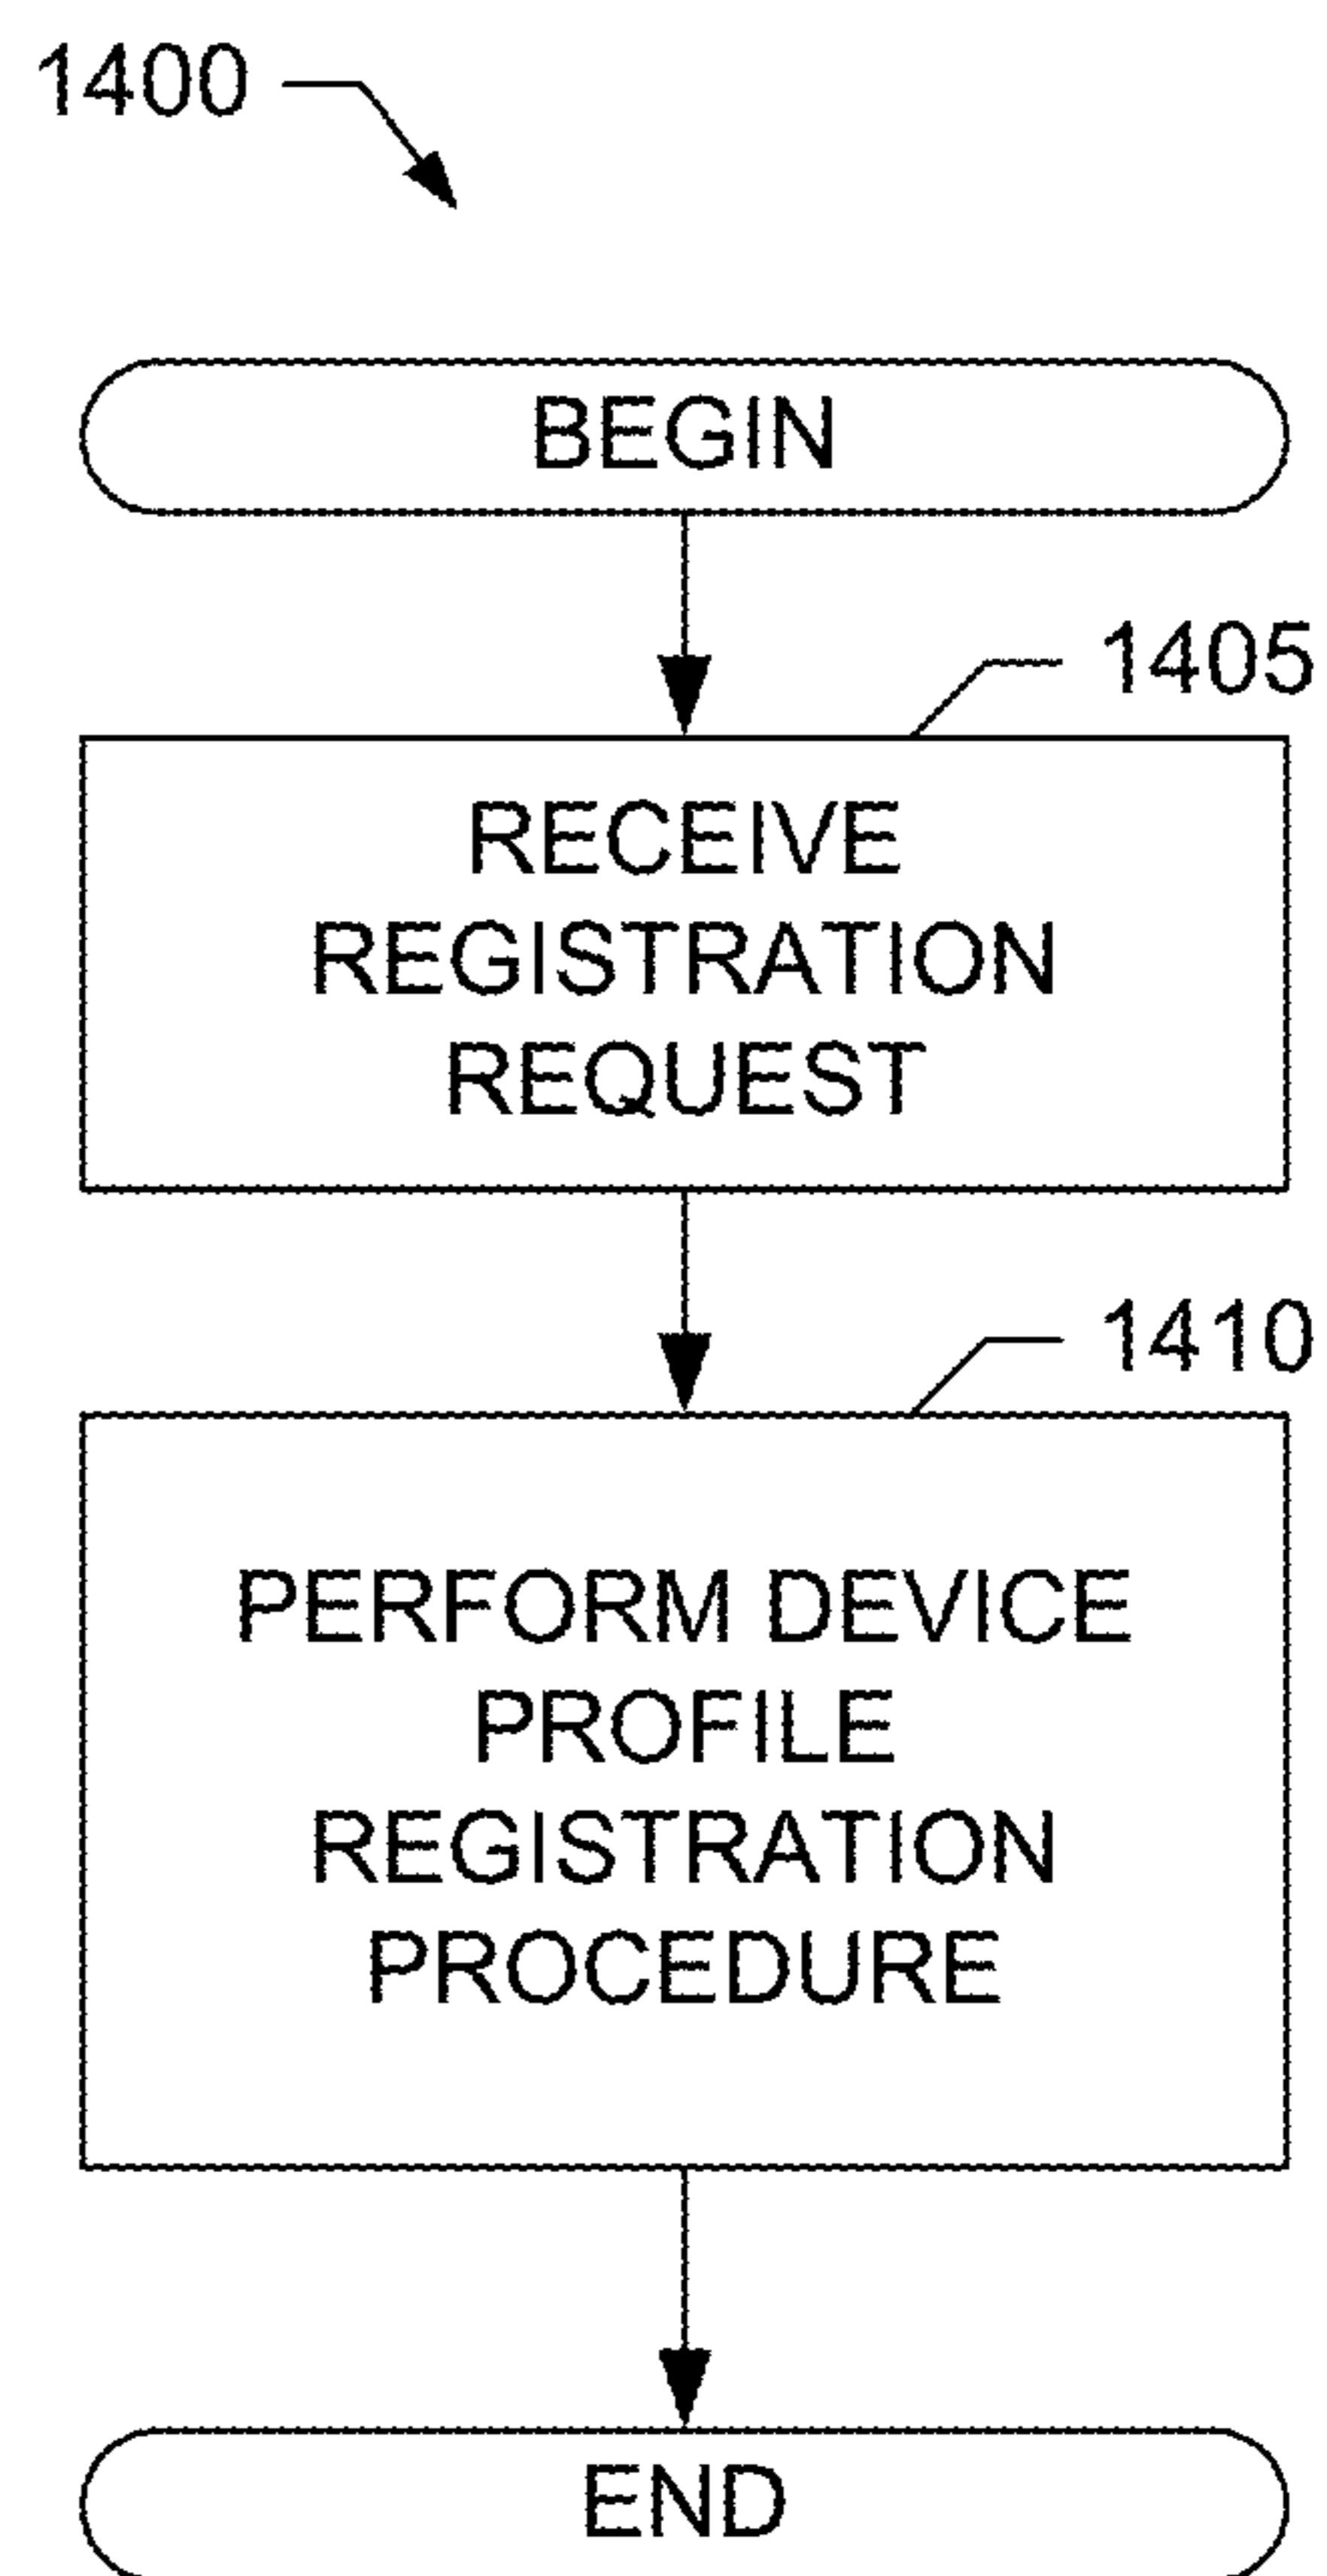 1400
BEGIN
1405
RECEIVE
REGISTRATION
REQUEST
1410
PERFORM DEVICE
PROFILE
REGISTRATION
PROCEDURE
END